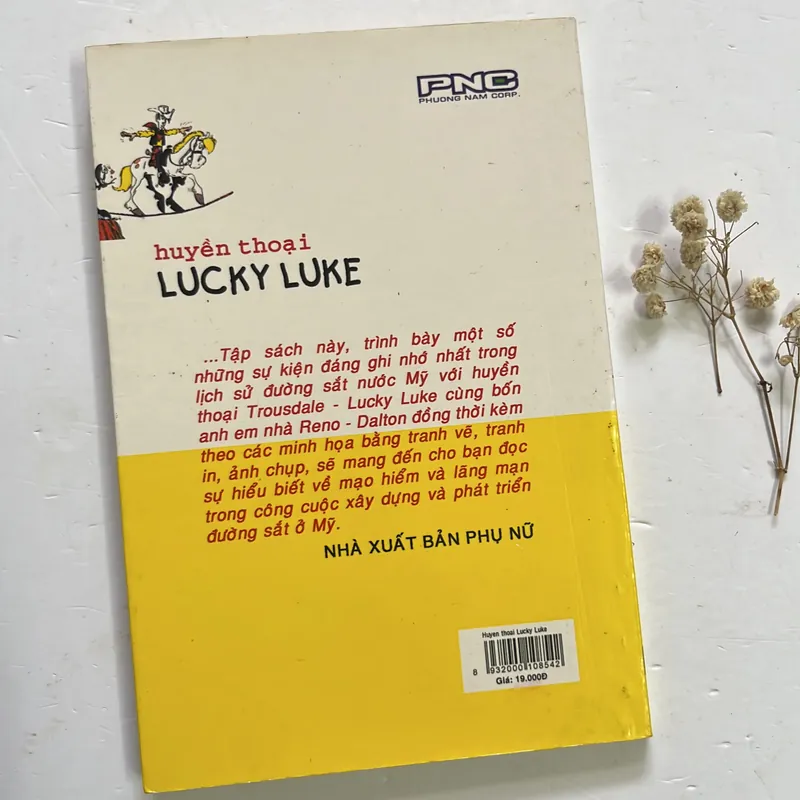 PNC
PHUONG NAM CORP.
huyền thoại
LUCKY LUKE
...Tập sách này, trình bày một số
những sự kiện đáng ghi nhớ nhất trong
lịch sử đường sắt nước Mỹ với huyền
thoại Trousdale - Lucky Luke cùng bốn
anh em nhà Reno - Dalton đồng thời kèm
theo các minh họa bằng tranh vẽ, tranh
in, ảnh chụp, sẽ mang đến cho bạn đọc
sự hiểu biết về mạo hiểm và lãng mạn
trong công cuộc xây dựng và phát triển
đường sắt ở Mỹ.
NHÀ XUẤT BẢN PHỤ NỮ
Huyen thoai Lucky Luke
8 932000 108542
Giá: 19.000Đ